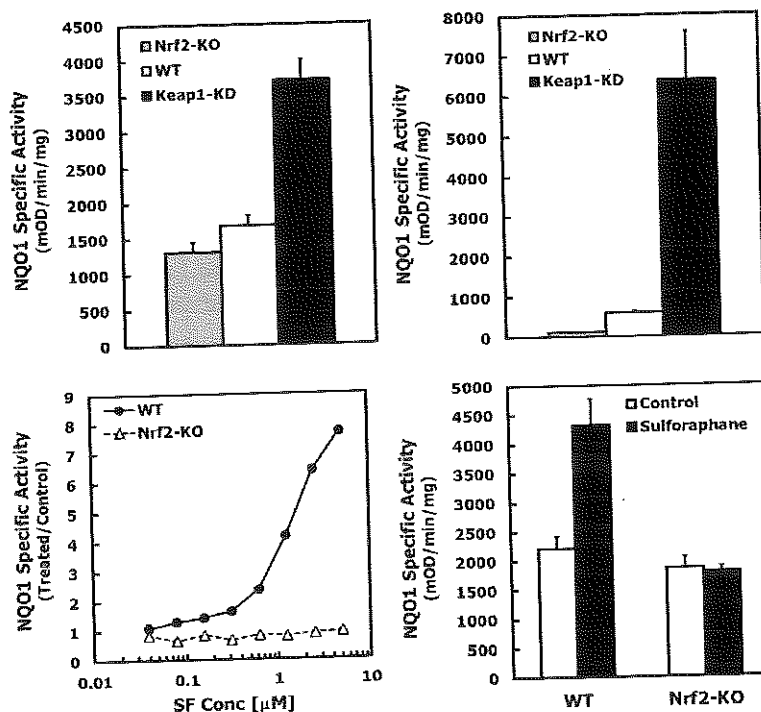 NQO1 Specific Activity
(mOD/min/mg)
4500
4000
3500
3000
2500
2000
1500
1000
500
0
Nrf2-KO
WT
Keap1-KD
NQO1 Specific Activity
(mOD/min/mg)
8000
7000
6000
5000
4000
3000
2000
1000
0
Nrf2-KO
WT
Keap1-KD
NQO1 Specific Activity
(Treated/Control)
9
8
7
6
5
4
3
2
1
0
WT
Nrf2-KO
0.01
0.1
1
10
SF Conc [μM]
NQO1 Specific Activity
(mOD/min/mg)
5000
4500
4000
3500
3000
2500
2000
1500
1000
500
0
Control
Sulforaphane
WT
Nrf2-KO